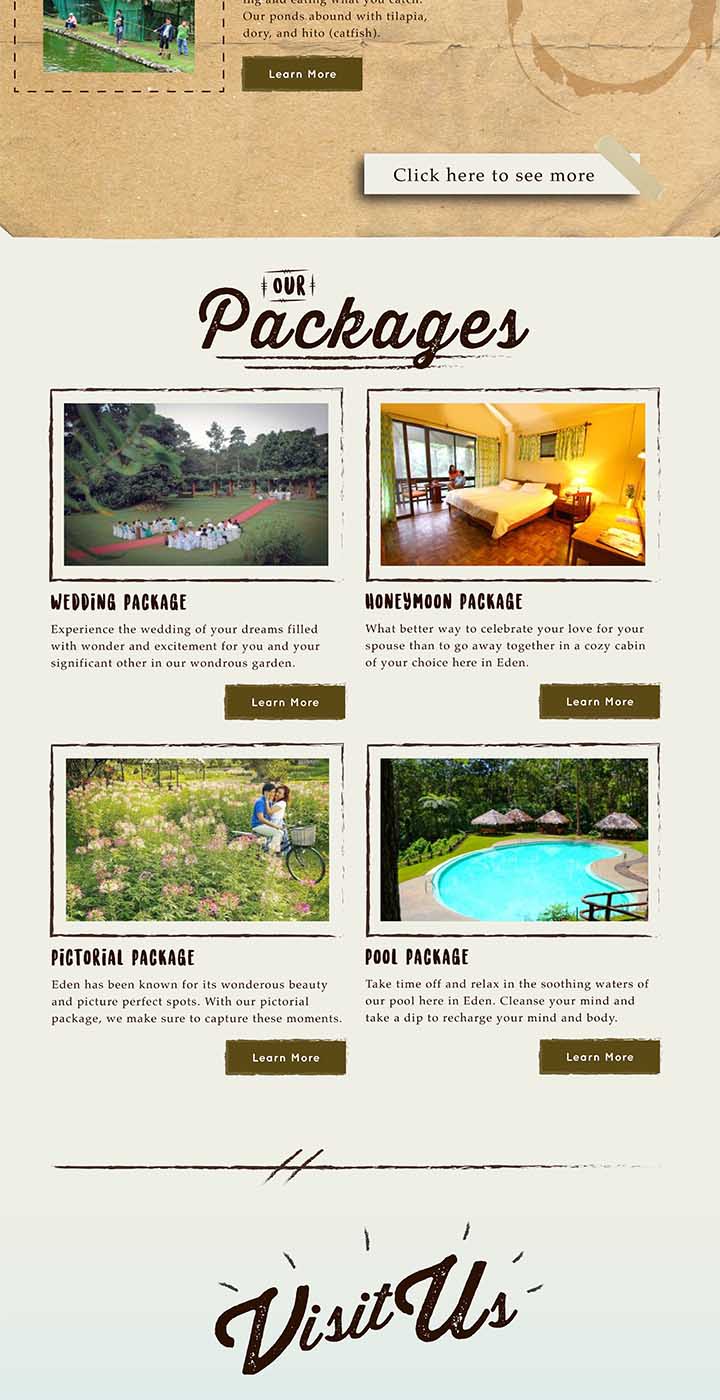 ing and eating what you catch.
Our ponds abound with tilapia,
dory, and hito (catfish).
Learn More
Click here to see more
OUR
Packages
WEDDING PACKAGE
Experience the wedding of your dreams filled
with wonder and excitement for you and your
significant other in our wondrous garden.
Learn More
HONEYMOON PACKAGE
What better way to celebrate your love for your
spouse than to go away together in a cozy cabin
of your choice here in Eden.
Learn More
PICTORIAL PACKAGE
Eden has been known for its wonderous beauty
and picture perfect spots. With our pictorial
package, we make sure to capture these moments.
Learn More
POOL PACKAGE
Take time off and relax in the soothing waters of
our pool here in Eden. Cleanse your mind and
take a dip to recharge your mind and body.
Learn More
Visit Us